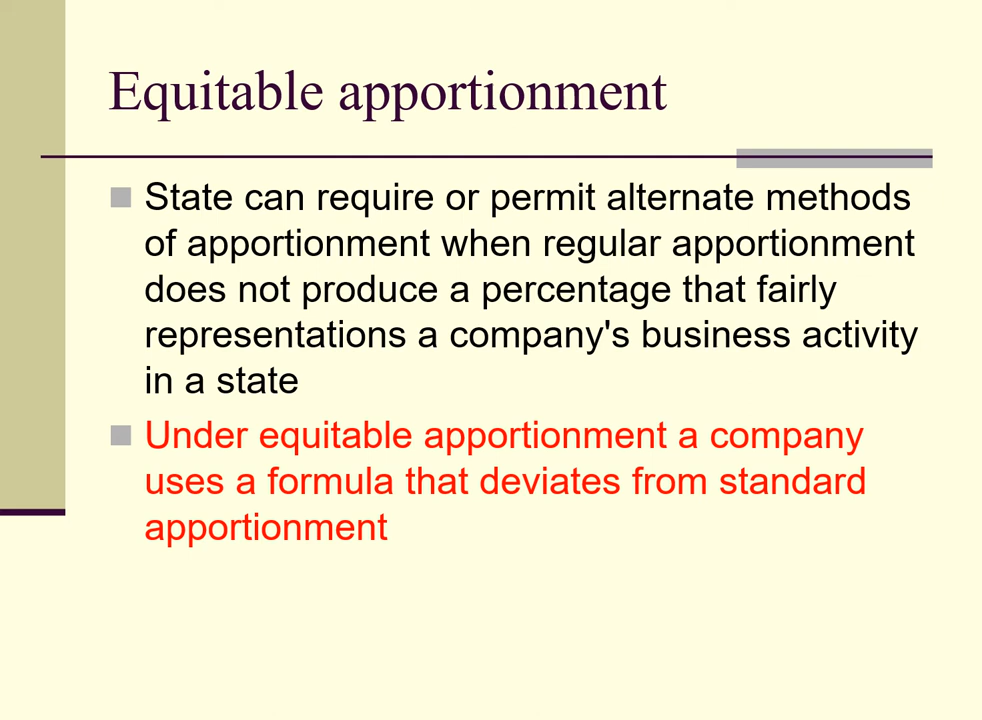 Equitable apportionment
State can require or permit alternate methods
of apportionment when regular apportionment
does not produce a percentage that fairly
representations a company's business activity
in a state
Under equitable apportionment a company
uses a formula that deviates from standard
apportionment